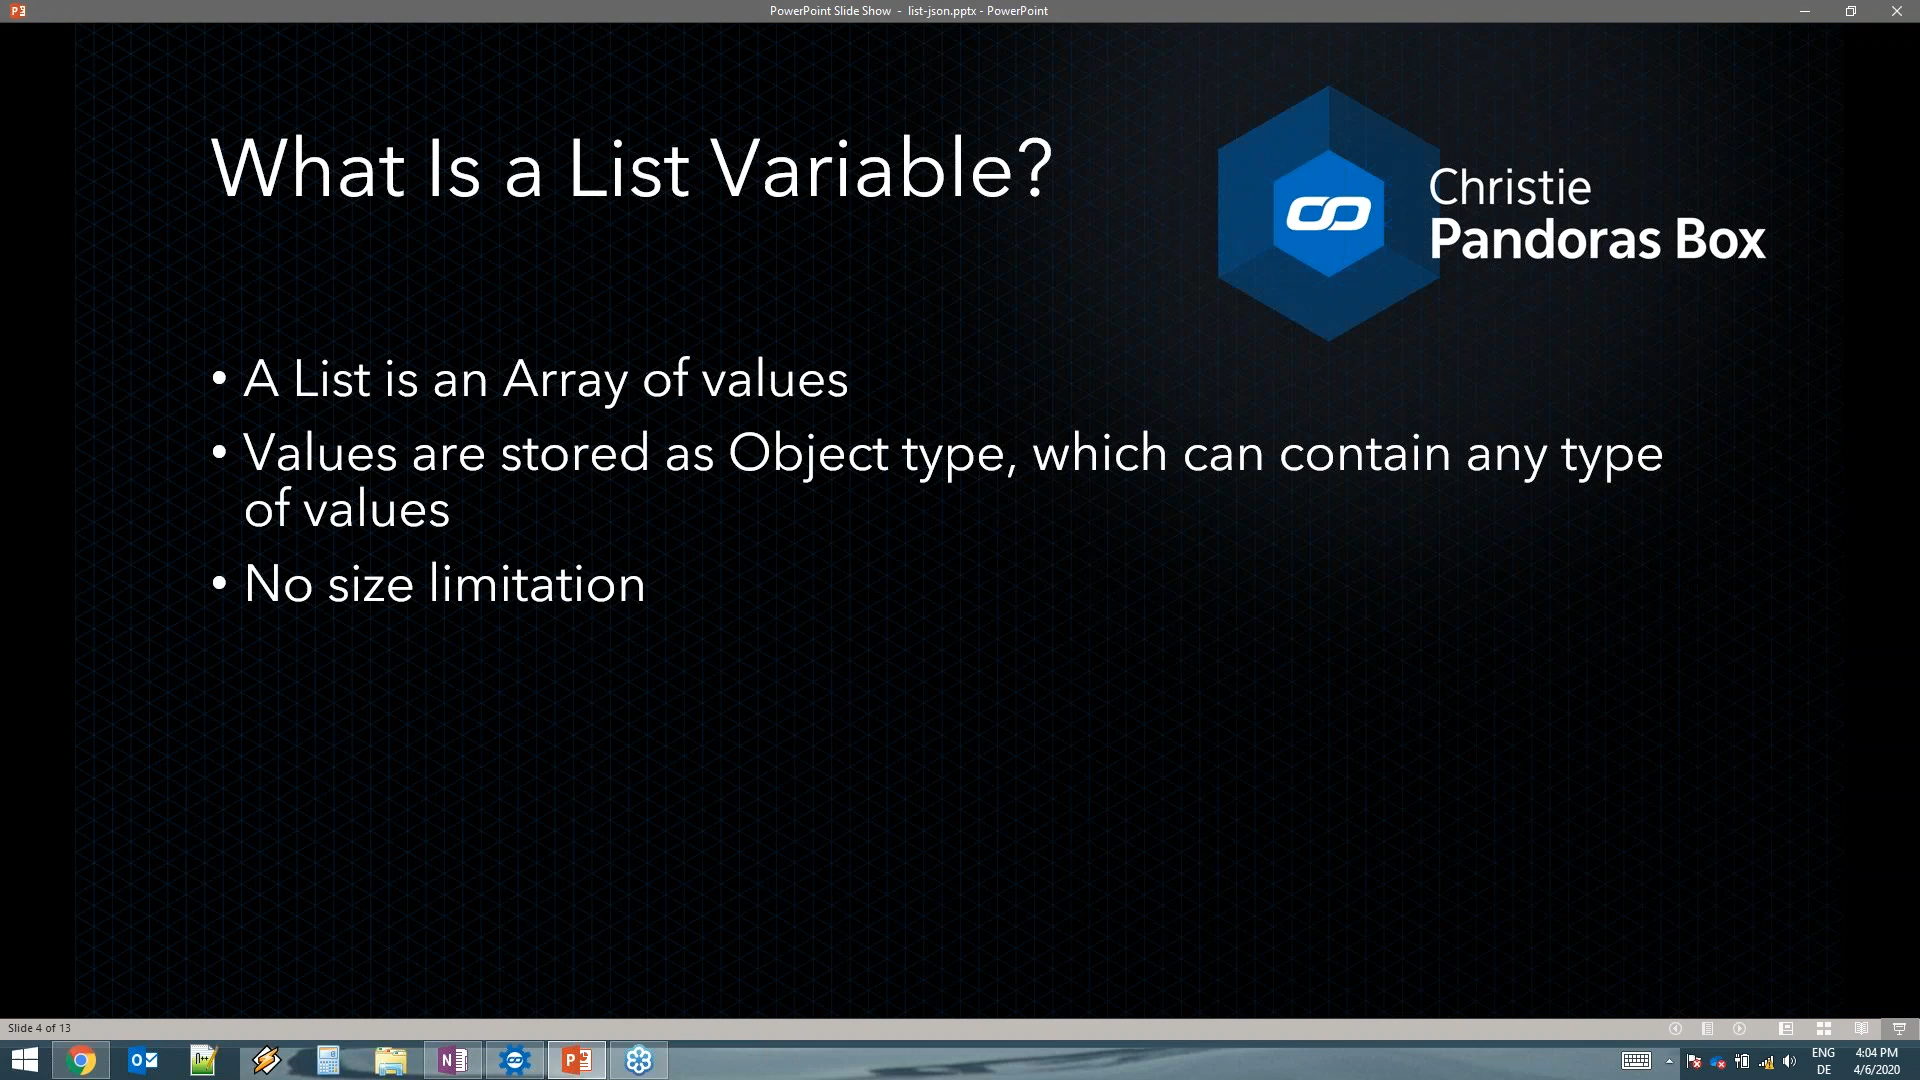 PowerPoint Slide Show - list-json.pptx - PowerPoint
What Is a List Variable?
Christie
Pandoras Box
• A List is an Array of values
• Values are stored as Object type, which can contain any type
of values
• No size limitation
Slide 4 of 13
ENG 4:04 PM
DE 4/6/2020